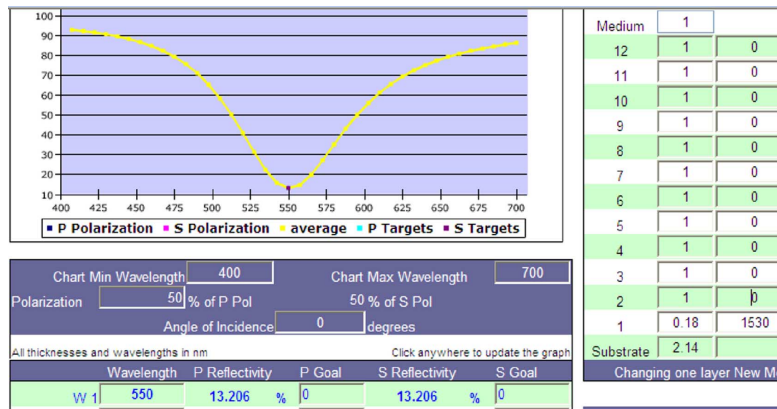 100
90
80
70
60
50
40
30
20
10
400 425 450 475 500 525 550 575 600 625 650 675 700
P Polarization S Polarization average P Targets S Targets
Chart Min Wavelength 400 Chart Max Wavelength 700
Polarization 50 % of P Pol 50 % of S Pol
Angle of Incidence 0 degrees
All thicknesses and wavelengths in nm Click anywhere to update the graph
Wavelength P Reflectivity P Goal S Reflectivity S Goal
W 1 550 13.206 % 0 13.206 % 0
Medium 1
12 1 0
11 1 0
10 1 0
9 1 0
8 1 0
7 1 0
6 1 0
5 1 0
4 1 0
3 1 0
2 1 0
1 0.18 1530
Substrate 2.14
Changing one layer New